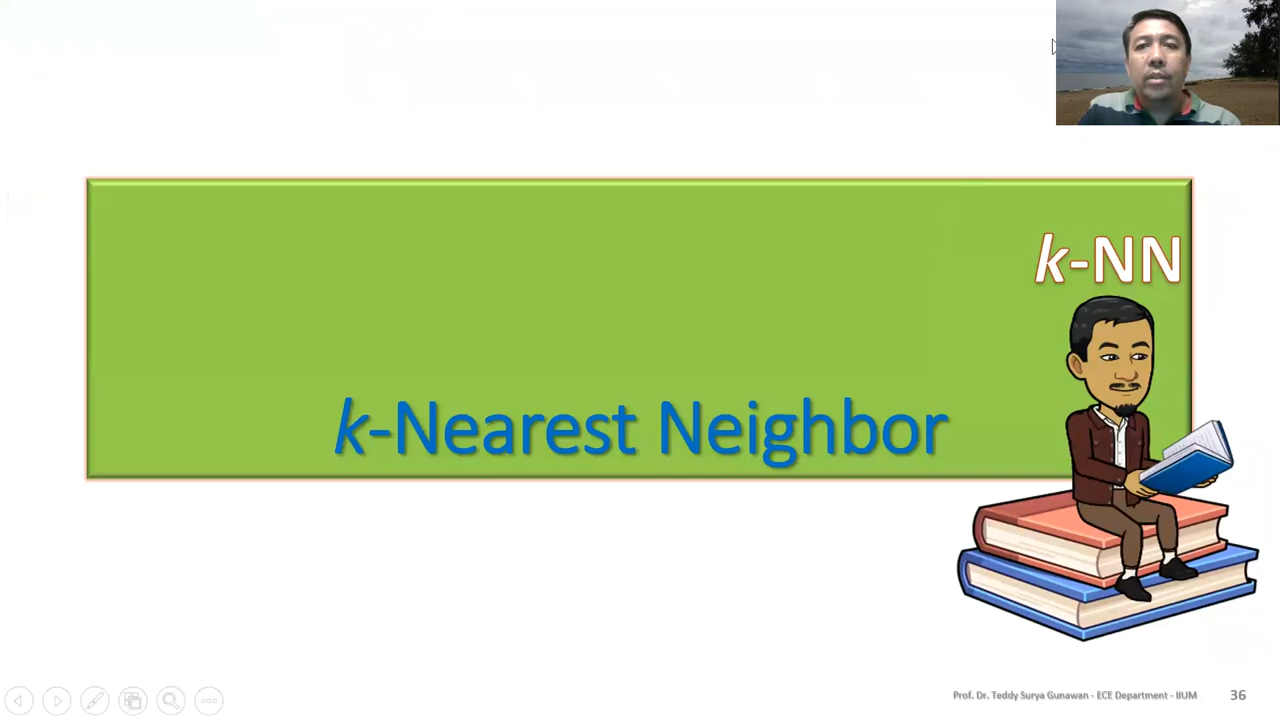 k-NN
k-Nearest Neighbor
Prof. Dr. Teddy Surya Gunawan - ECE Department - IIUM
36